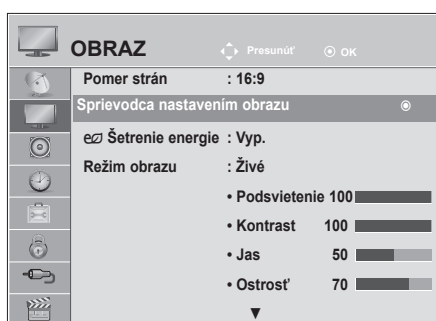 OBRAZ Presunúť OK
Pomer strán : 16:9
Sprievodca nastavením obrazu
Šetrenie energie : Vyp.
Režim obrazu : Živé
• Podsvietenie 100
• Kontrast 100
• Jas 50
• Ostrosť 70